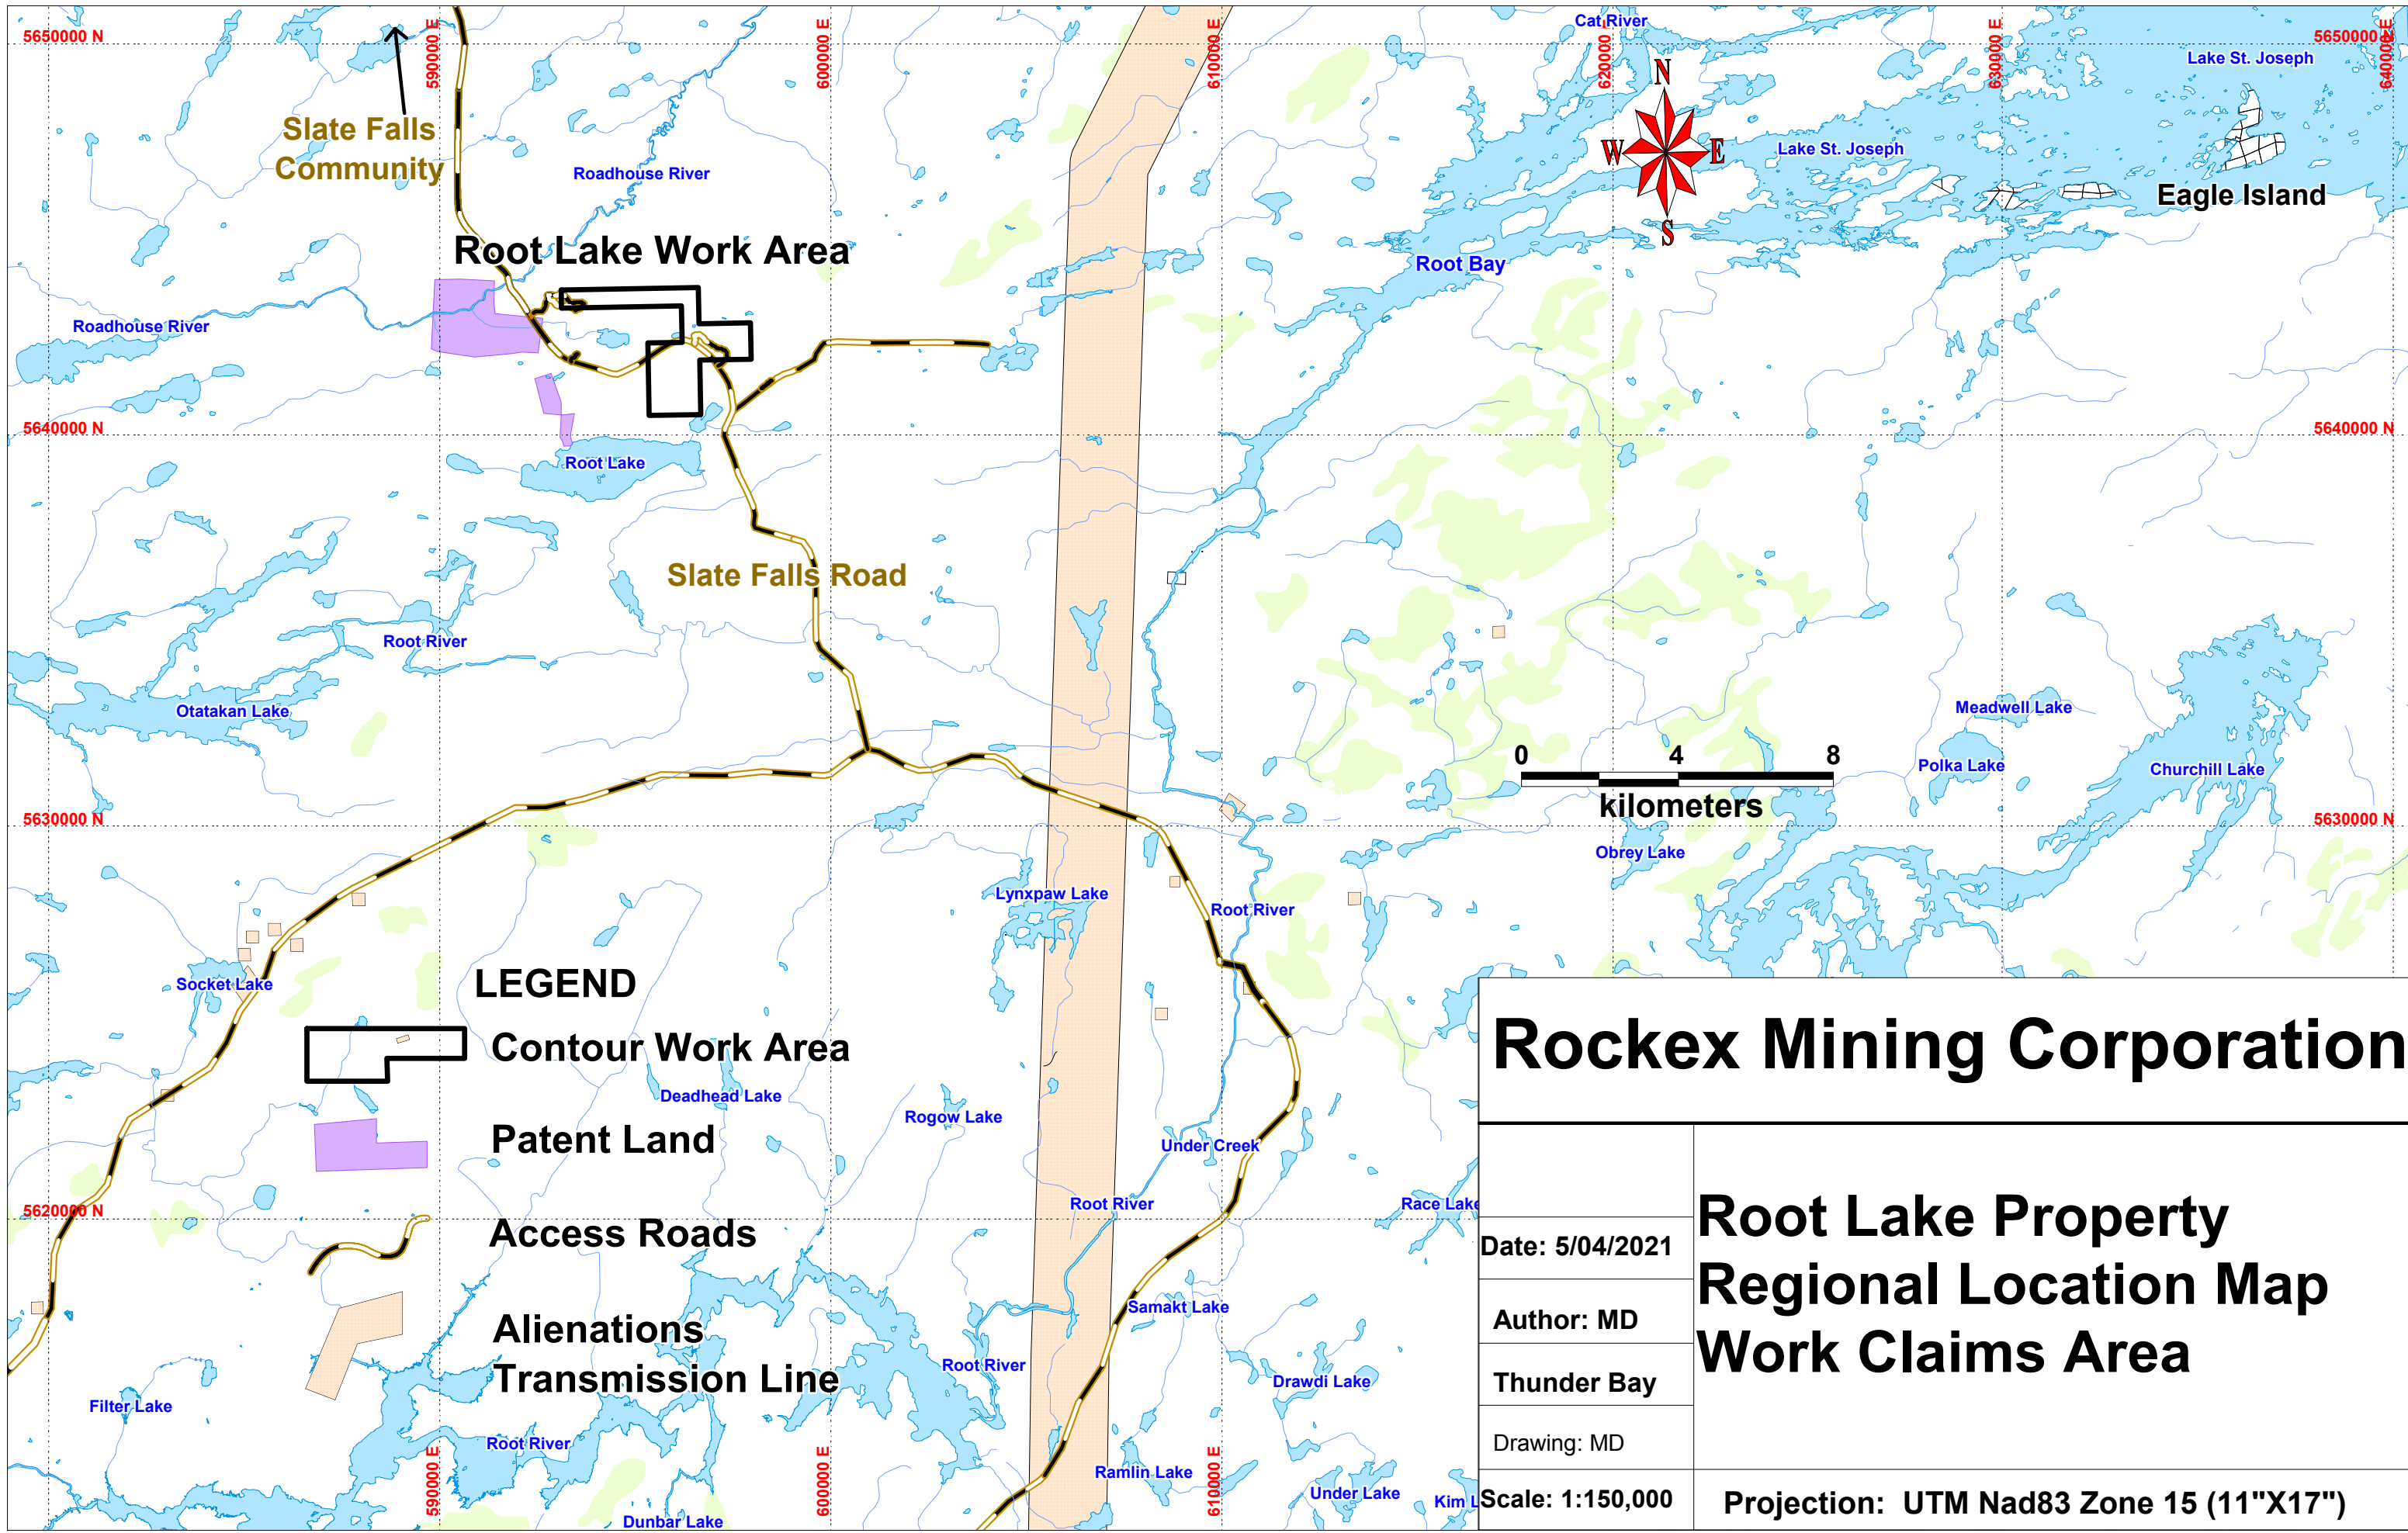 Cat River
5650000 N
590000 E
600000 E
610000 E
620000 E
630000 E
5650000
640000 E
Lake St. Joseph
N
W
E
S
Slate Falls
Community
Roadhouse River
Lake St. Joseph
Eagle Island
Root Lake Work Area
Root Bay
Roadhouse River
5640000 N
5640000 N
Root Lake
Slate Falls Road
Root River
Otatakan Lake
Meadwell Lake
0 4 8
kilometers
Polka Lake
Churchill Lake
5630000 N
5630000 N
Obrey Lake
Lynxpaw Lake
Root River
Socket Lake
LEGEND
Contour Work Area
Deadhead Lake
Rogow Lake
Patent Land
Under Creek
Root River
Race Lake
5620000 N
Access Roads
Samakt Lake
Alienations
Transmission Line
Root River
Drawdi Lake
Filter Lake
Root River
590000 E
600000 E
610000 E
Ramlin Lake
Under Lake
Kim L
Dunbar Lake
Rockex Mining Corporation
Date: 5/04/2021
Author: MD
Thunder Bay
Drawing: MD
Scale: 1:150,000
Root Lake Property
Regional Location Map
Work Claims Area
Projection: UTM Nad83 Zone 15 (11"X17")